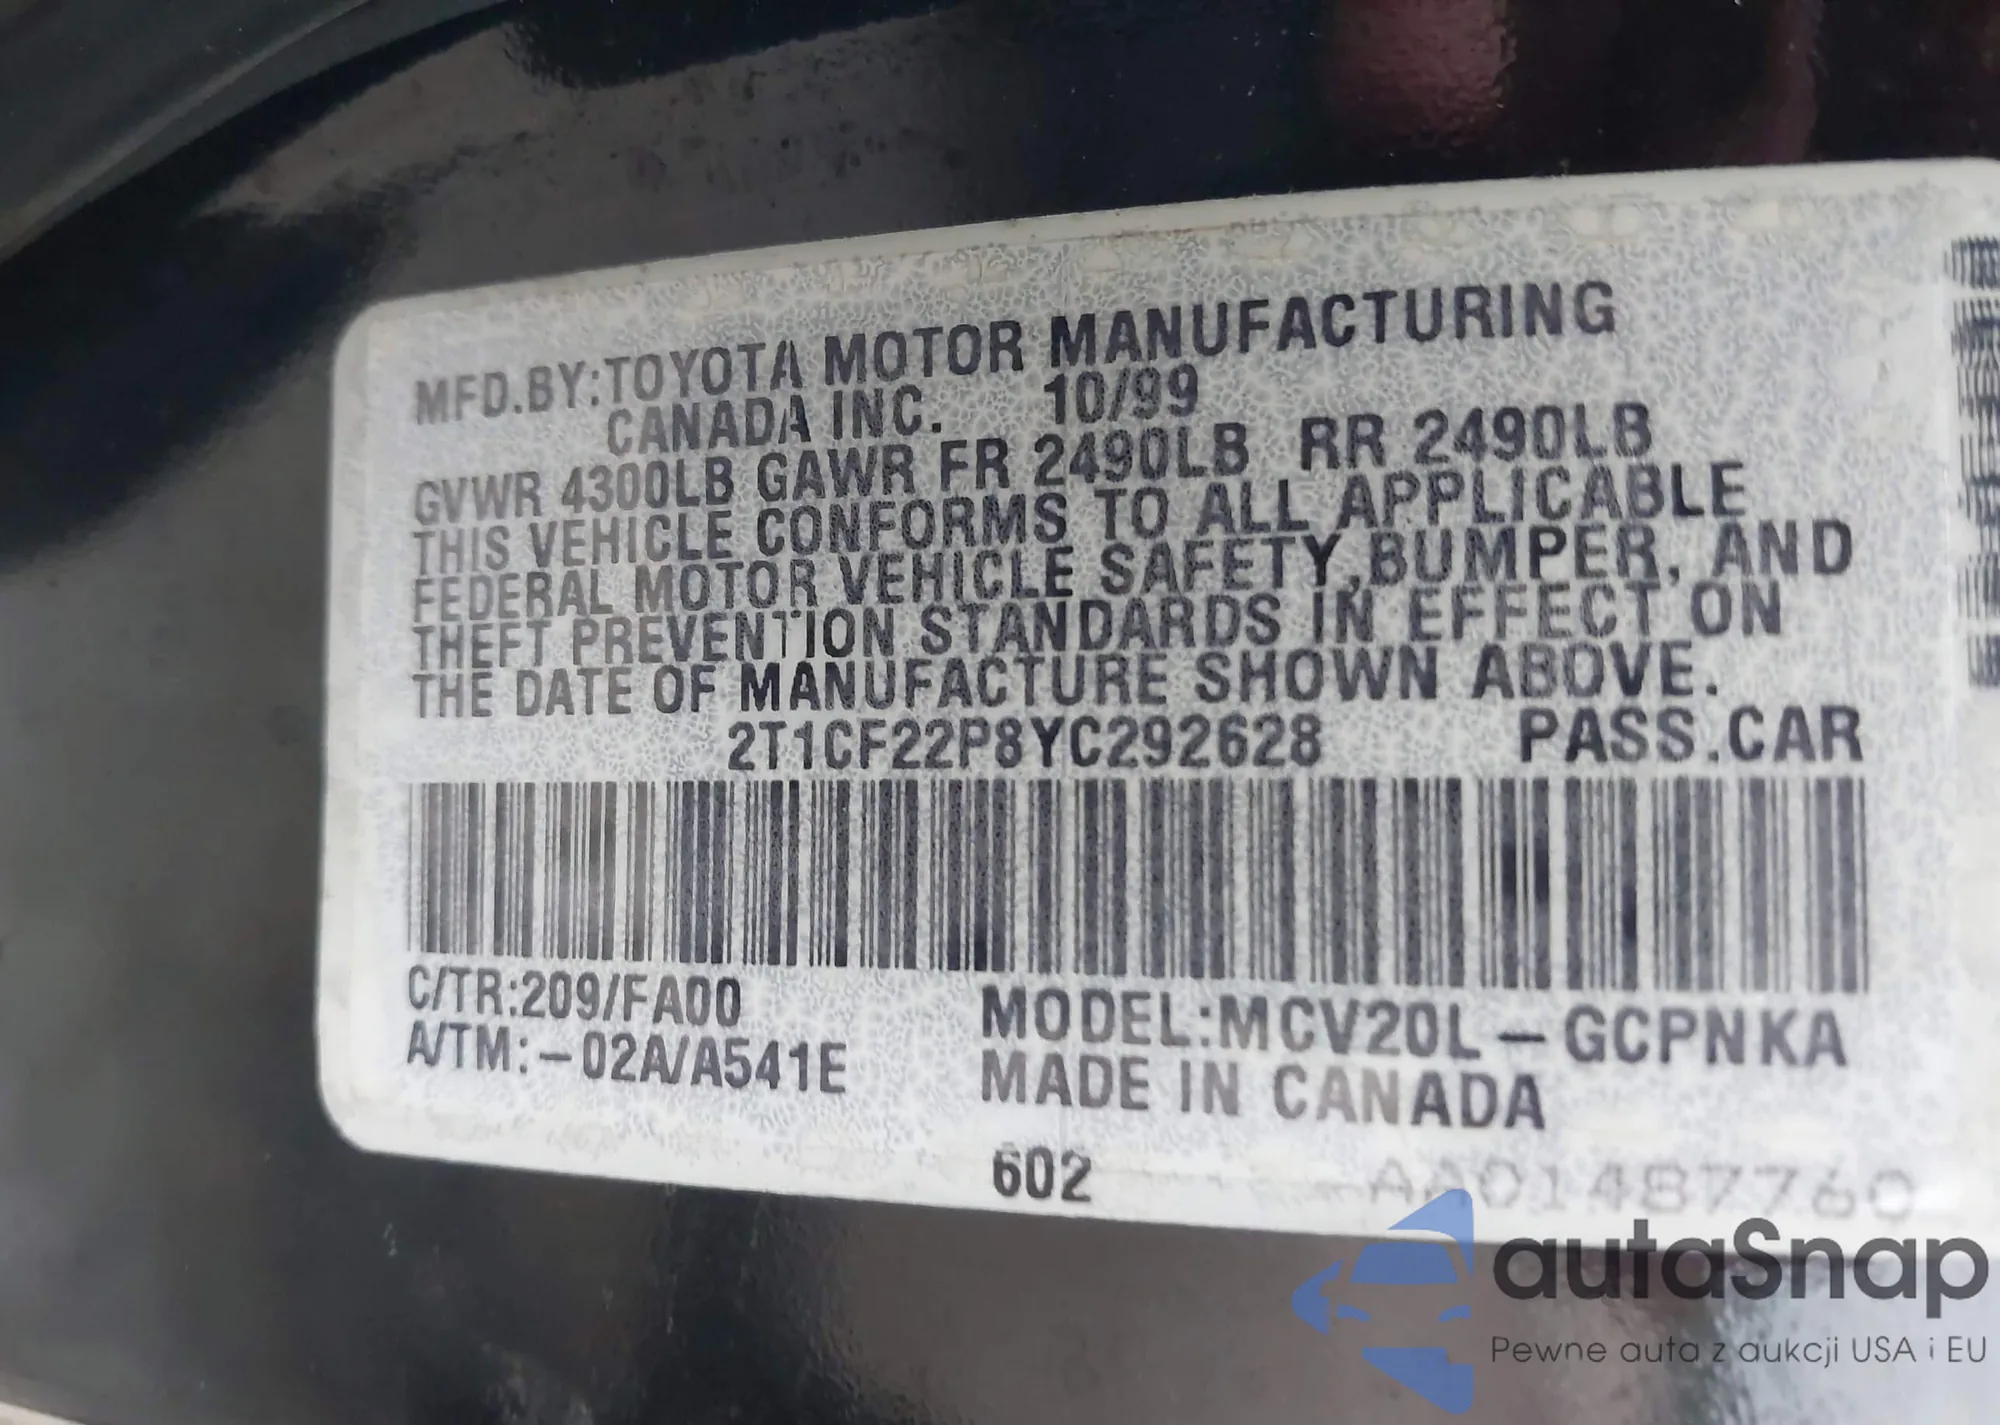 MFD.BY:TOYOTA MOTOR MANUFACTURING
CANADA INC. 10/99
GVWR 4300LB GAWR FR 2490LB RR 2490LB
THIS VEHICLE CONFORMS TO ALL APPLICABLE
FEDERAL MOTOR VEHICLE SAFETY,BUMPER, AND
THEFT PREVENTION STANDARDS IN EFFECT ON
THE DATE OF MANUFACTURE SHOWN ABOVE.
2T1CF22P8YC292628 PASS.CAR
C/TR:209/FA00
A/TM:-02A/A541E
MODEL:MCV20L-GCPNKA
MADE IN CANADA
602
AA01487760
autaSnap
Pewne auta z aukcji USA i EU